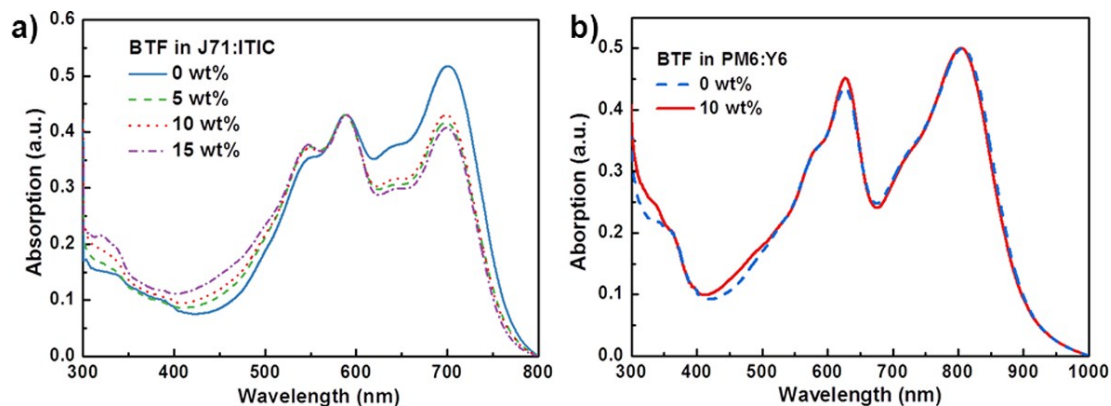 a)
BTF in J71:ITIC
0 wt%
5 wt%
10 wt%
15 wt%
Absorption (a.u.)
0.6
0.5
0.4
0.3
0.2
0.1
0.0
300 400 500 600 700 800
Wavelength (nm)
b)
BTF in PM6:Y6
0 wt%
10 wt%
Aborption (a.u.)
0.5
0.4
0.3
0.2
0.1
0.0
300 400 500 600 700 800 900 1000
Wavelength (nm)